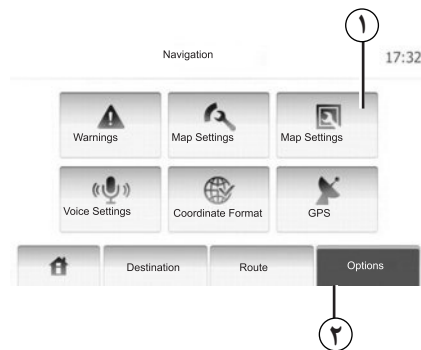 ١
Navigation 17:32
Warnings Map Settings Map Settings
Voice Settings Coordinate Format GPS
Destination Route Options
٢